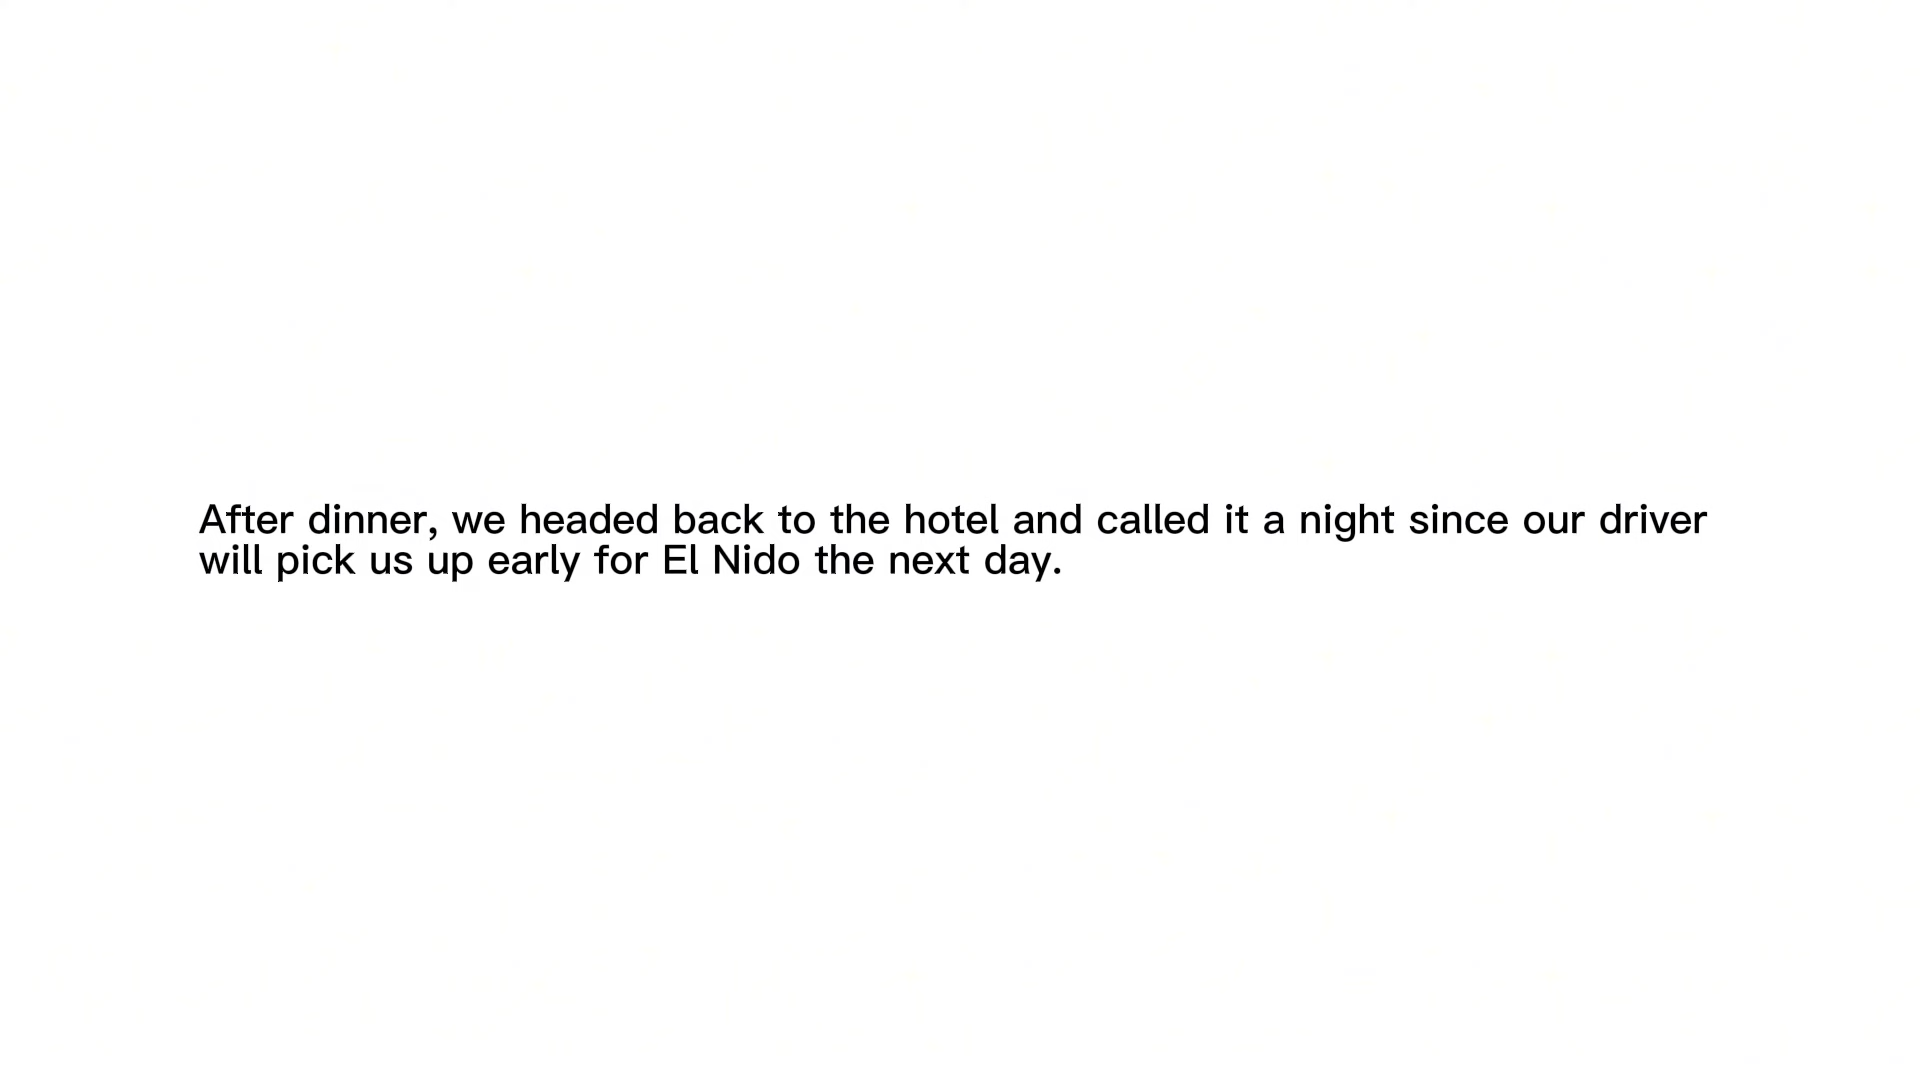 After dinner, we headed back to the hotel and called it a night since our driver
will pick us up early for El Nido the next day.